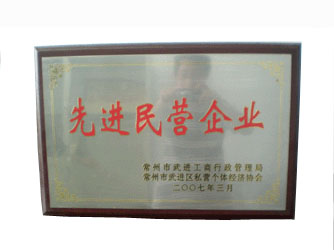 先进民营企业
常州市武进工商行政管理局
常州市武进区私营个体经济协会
二〇〇七年三月